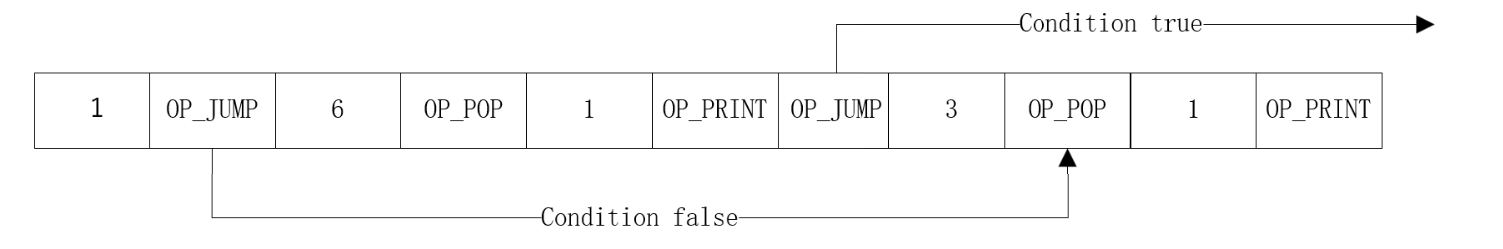 Condition true
1 OP_JUMP 6 OP_POP 1 OP_PRINT OP_JUMP 3 OP_POP 1 OP_PRINT
Condition false